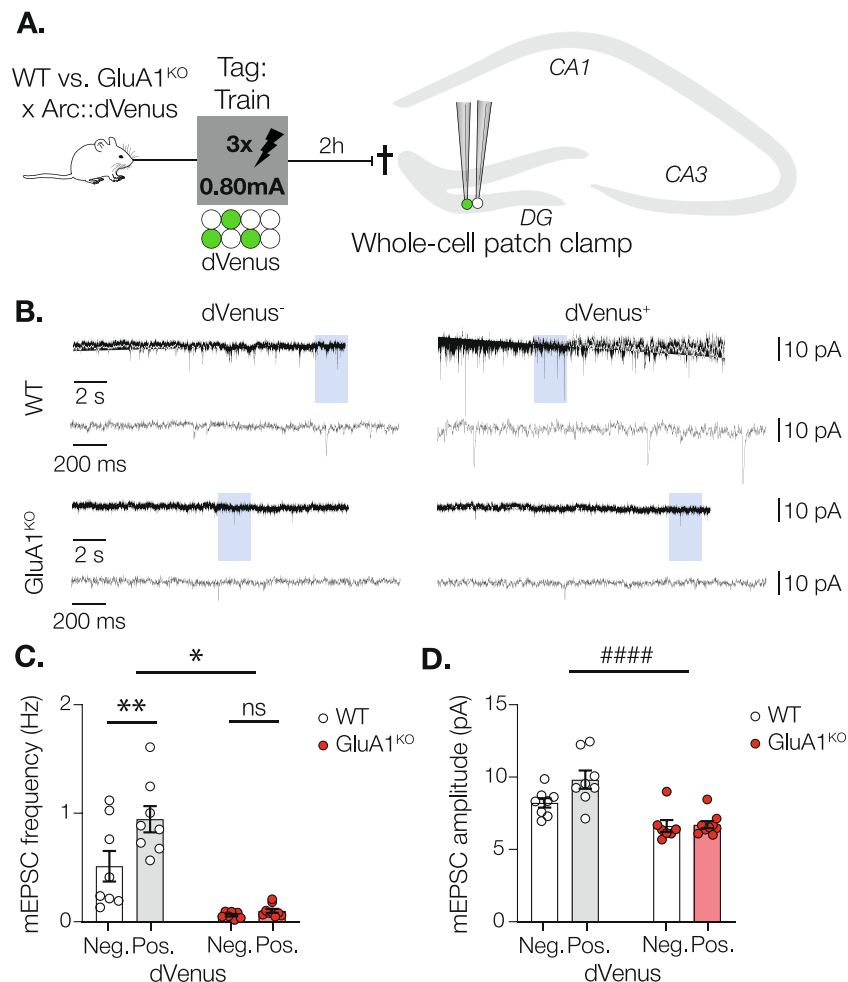 A.
WT vs. GluA1ᴷᴼ
x Arc::dVenus
Tag:
Train
3x
0.80mA
dVenus
2h
CA1
CA3
DG
Whole-cell patch clamp
B.
dVenus⁻
dVenus⁺
WT
2 s
10 pA
200 ms
10 pA
GluA1ᴷᴼ
2 s
10 pA
200 ms
10 pA
C.
*
**
ns
WT
GluA1ᴷᴼ
mEPSC frequency (Hz)
2
1
0
Neg. Pos.
Neg. Pos.
dVenus
D.
####
WT
GluA1ᴷᴼ
mEPSC amplitude (pA)
15
10
5
0
Neg. Pos.
Neg. Pos.
dVenus